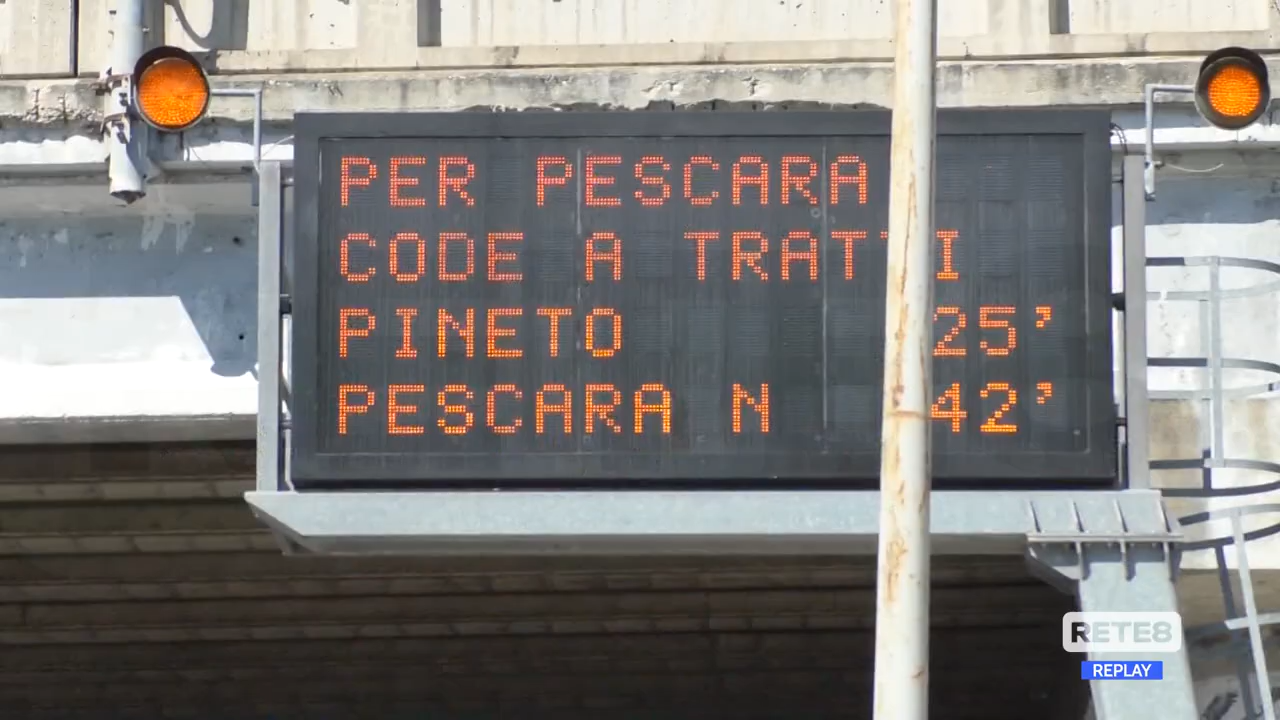 PER PESCARA
CODE A TRATTI
PINETO 25'
PESCARA N 42'
RETE8
REPLAY